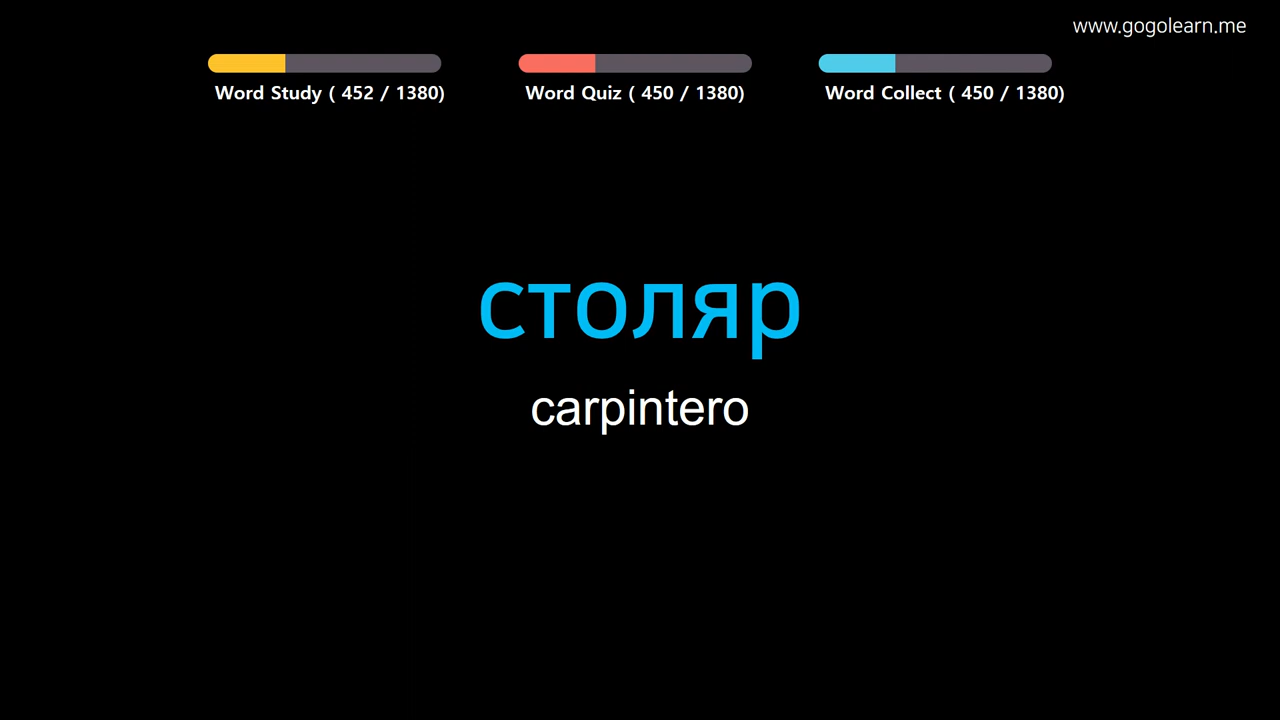 www.gogolearn.me
Word Study ( 452 / 1380)
Word Quiz ( 450 / 1380)
Word Collect ( 450 / 1380)
столяр
carpintero